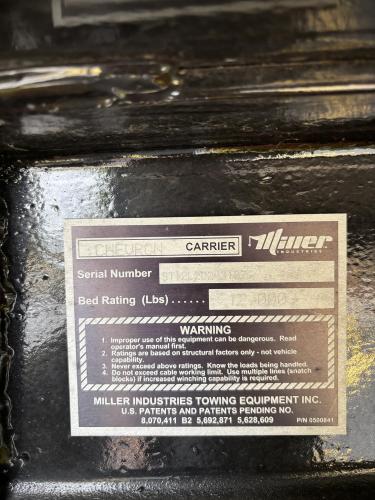 CHEVRON CARRIER
Miller
INDUSTRIES
Serial Number
Bed Rating (Lbs) ...... 12,000
WARNING
1. Improper use of this equipment can be dangerous. Read
operator's manual first.
2. Ratings are based on structural factors only - not vehicle
capability.
3. Never exceed above ratings. Know the loads being handled.
4. Do not exceed cable working limit. Use multiple lines (snatch
blocks) if increased winching capability is required.
MILLER INDUSTRIES TOWING EQUIPMENT INC.
U.S. PATENTS AND PATENTS PENDING NO.
8,070,411 B2 5,692,871 5,628,609
P/N 0500841